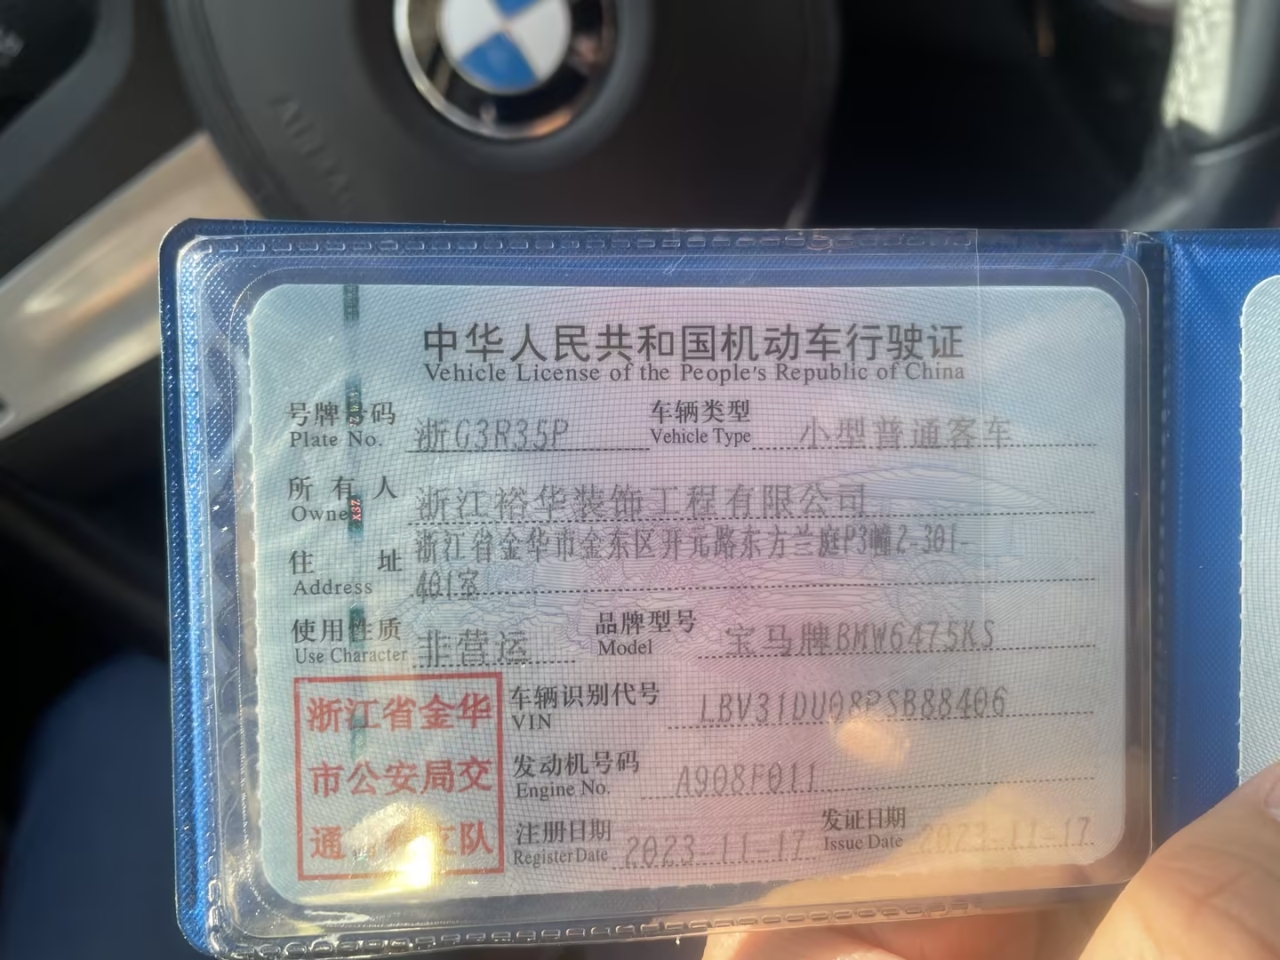 中华人民共和国机动车行驶证
Vehicle License of the People's Republic of China
号牌号码 浙G3R35P 车辆类型 小型普通客车
Plate No. Vehicle Type
所有人 浙江裕华装饰工程有限公司
Owner
浙江省金华市金东区开元路东方兰庭P3幢2-301-
住址 401室
Address
使用性质 非营运 品牌型号 宝马牌BMW6475KS
Use Character Model
浙江省金华
市公安局交
通 支队
车辆识别代号 LBV31DU08PSB88406
VIN
发动机号码 A908F011
Engine No.
注册日期 2023-11-17 发证日期 2023-11-17
Register Date Issue Date